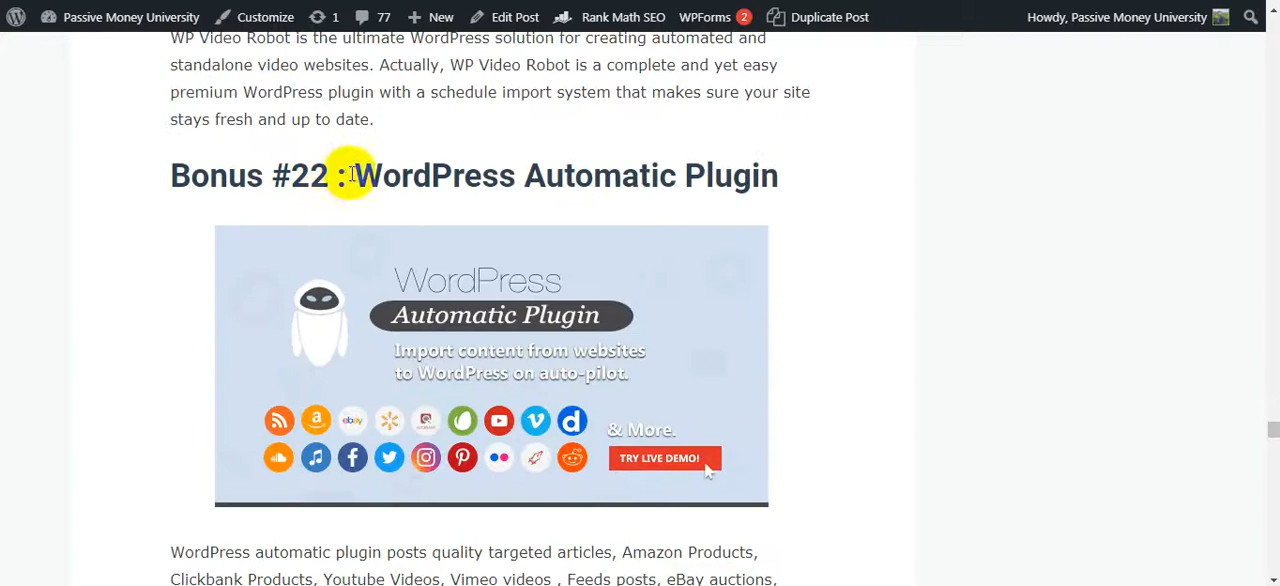 Passive Money University Customize 1 77 New Edit Post Rank Math SEO WPForms 2 Duplicate Post Howdy, Passive Money University
WP Video Robot is the ultimate WordPress solution for creating automated and
standalone video websites. Actually, WP Video Robot is a complete and yet easy
premium WordPress plugin with a schedule import system that makes sure your site
stays fresh and up to date.
Bonus #22 : WordPress Automatic Plugin
WordPress
Automatic Plugin
Import content from websites
to WordPress on auto-pilot.
ebay
& More.
TRY LIVE DEMO!
WordPress automatic plugin posts quality targeted articles, Amazon Products,
Clickbank Products, Youtube Videos, Vimeo videos , Feeds posts, eBay auctions,